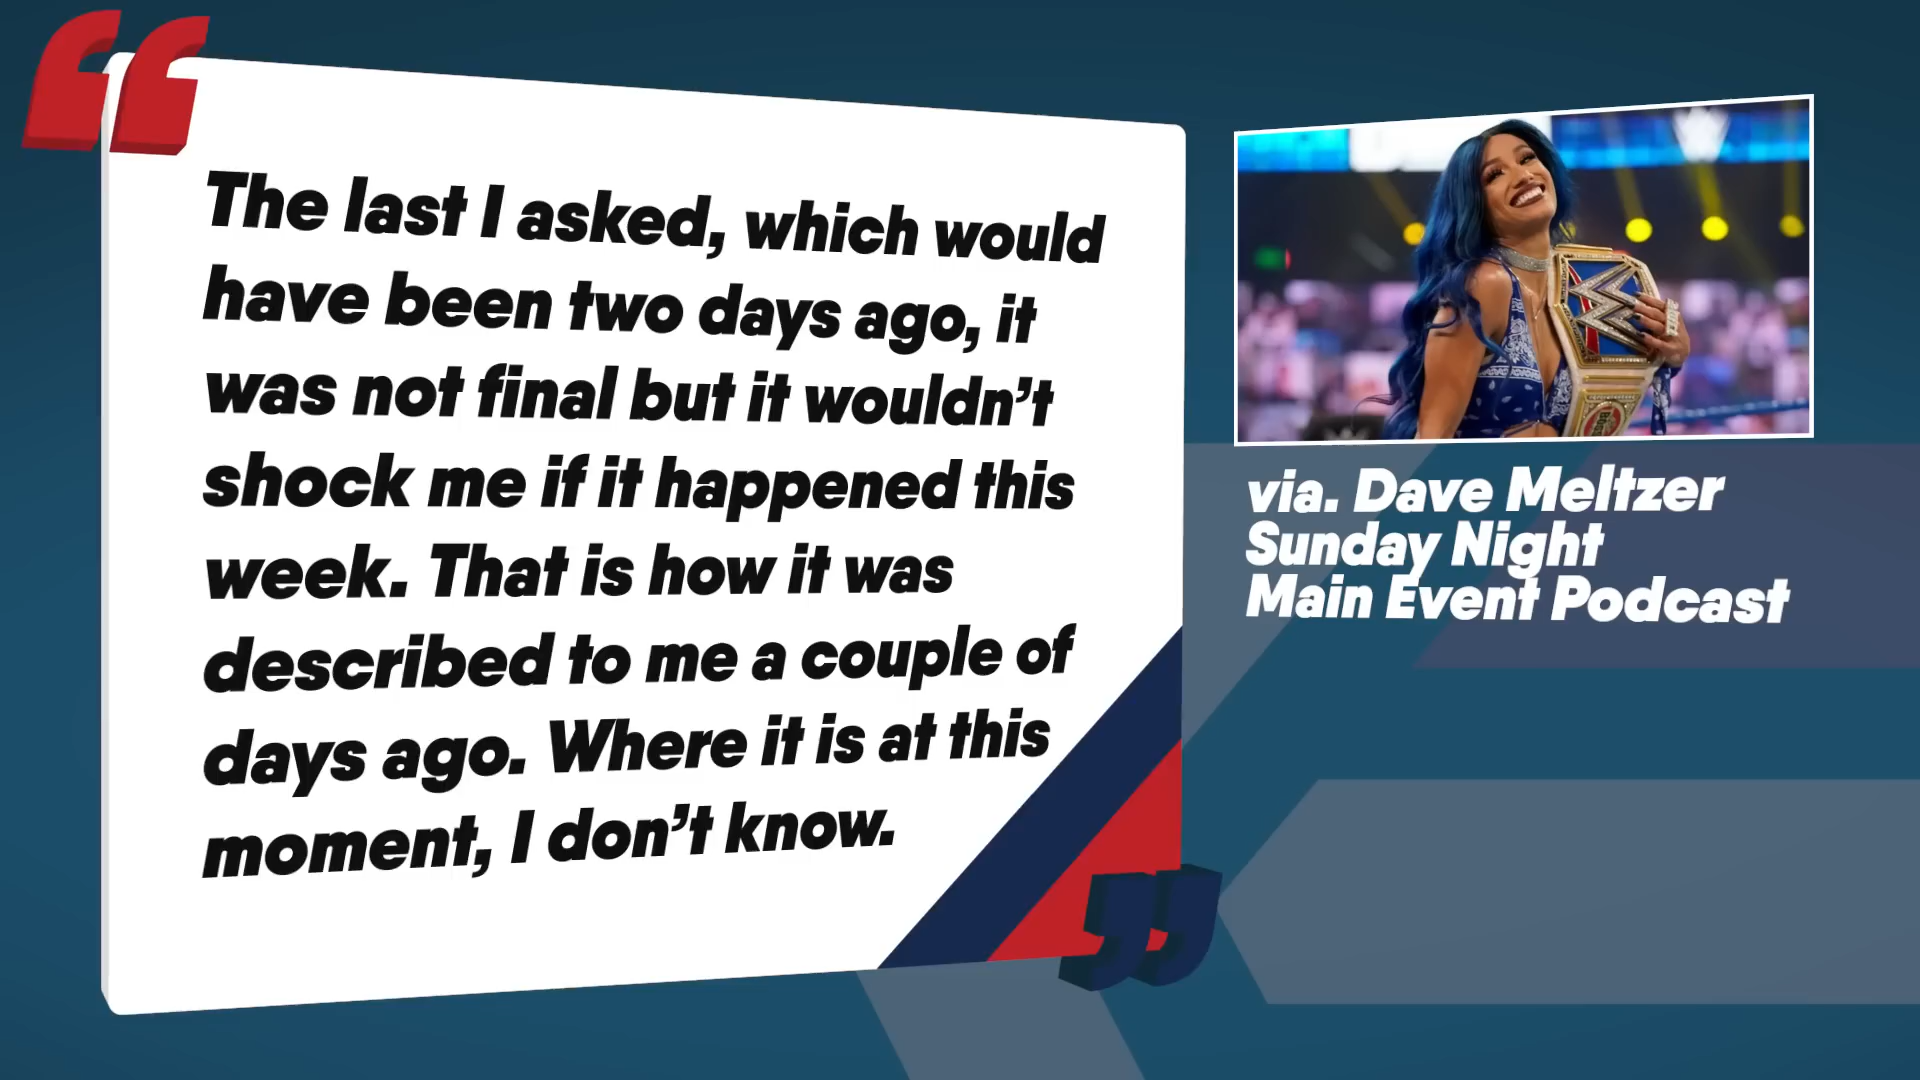 The last I asked, which would
have been two days ago, it
was not final but it wouldn't
shock me if it happened this
week. That is how it was
described to me a couple of
days ago. Where it is at this
moment, I don't know.
via. Dave Meltzer
Sunday Night
Main Event Podcast